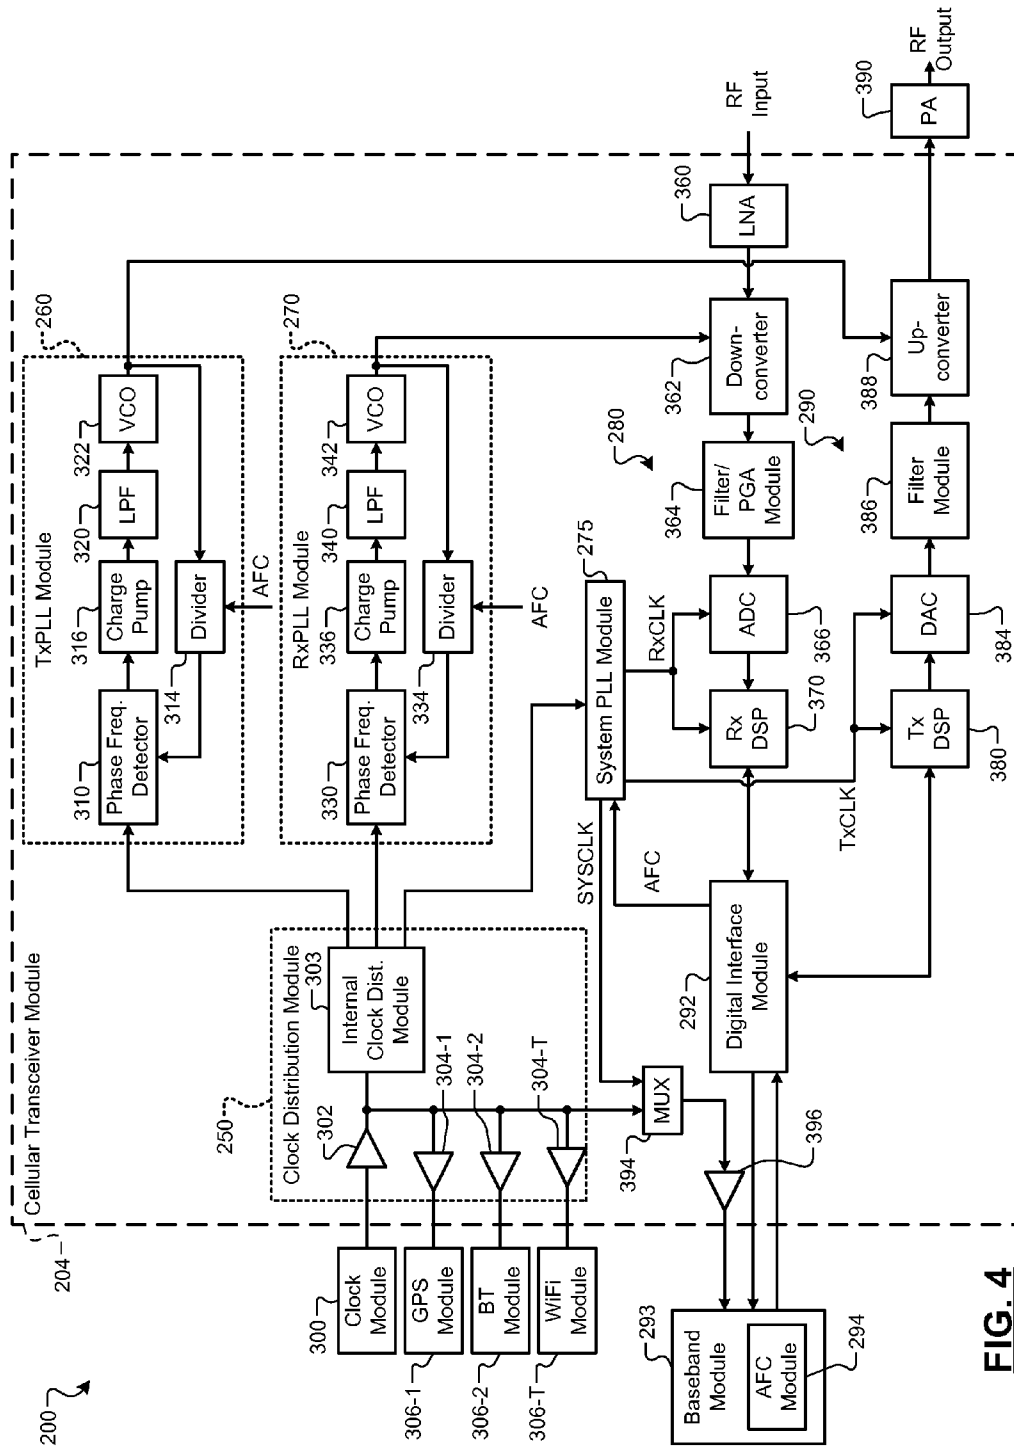 200
204
Cellular Transceiver Module
250
Clock Distribution Module
302
303
Internal
Clock Dist.
Module
304-1
304-2
304-T
300
Clock
Module
306-1
GPS
Module
306-2
BT
Module
306-T
WiFi
Module
260
TxPLL Module
310
Phase Freq.
Detector
316
Charge
Pump
320
LPF
322
VCO
314
Divider
AFC
270
RxPLL Module
330
Phase Freq.
Detector
336
Charge
Pump
340
LPF
342
VCO
334
Divider
AFC
275
System PLL Module
SYSCLK
AFC
RxCLK
TxCLK
280
290
RF
Input
360
LNA
362
Down-
converter
364
Filter/
PGA
Module
366
ADC
370
Rx
DSP
292
Digital Interface
Module
380
Tx
DSP
384
DAC
386
Filter
Module
388
Up-
converter
390
PA
RF
Output
394
MUX
396
293
Baseband
Module
294
AFC
Module
FIG. 4